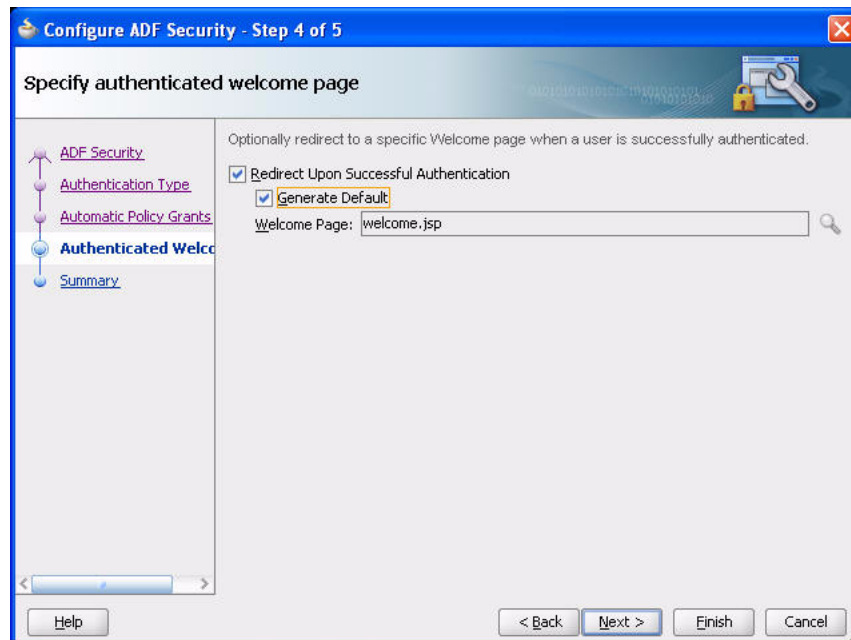 Configure ADF Security - Step 4 of 5
Specify authenticated welcome page
ADF Security
Authentication Type
Automatic Policy Grants
Authenticated Welc
Summary
Optionally redirect to a specific Welcome page when a user is successfully authenticated.
Redirect Upon Successful Authentication
Generate Default
Welcome Page: welcome.jsp
Help
< Back
Next >
Finish
Cancel